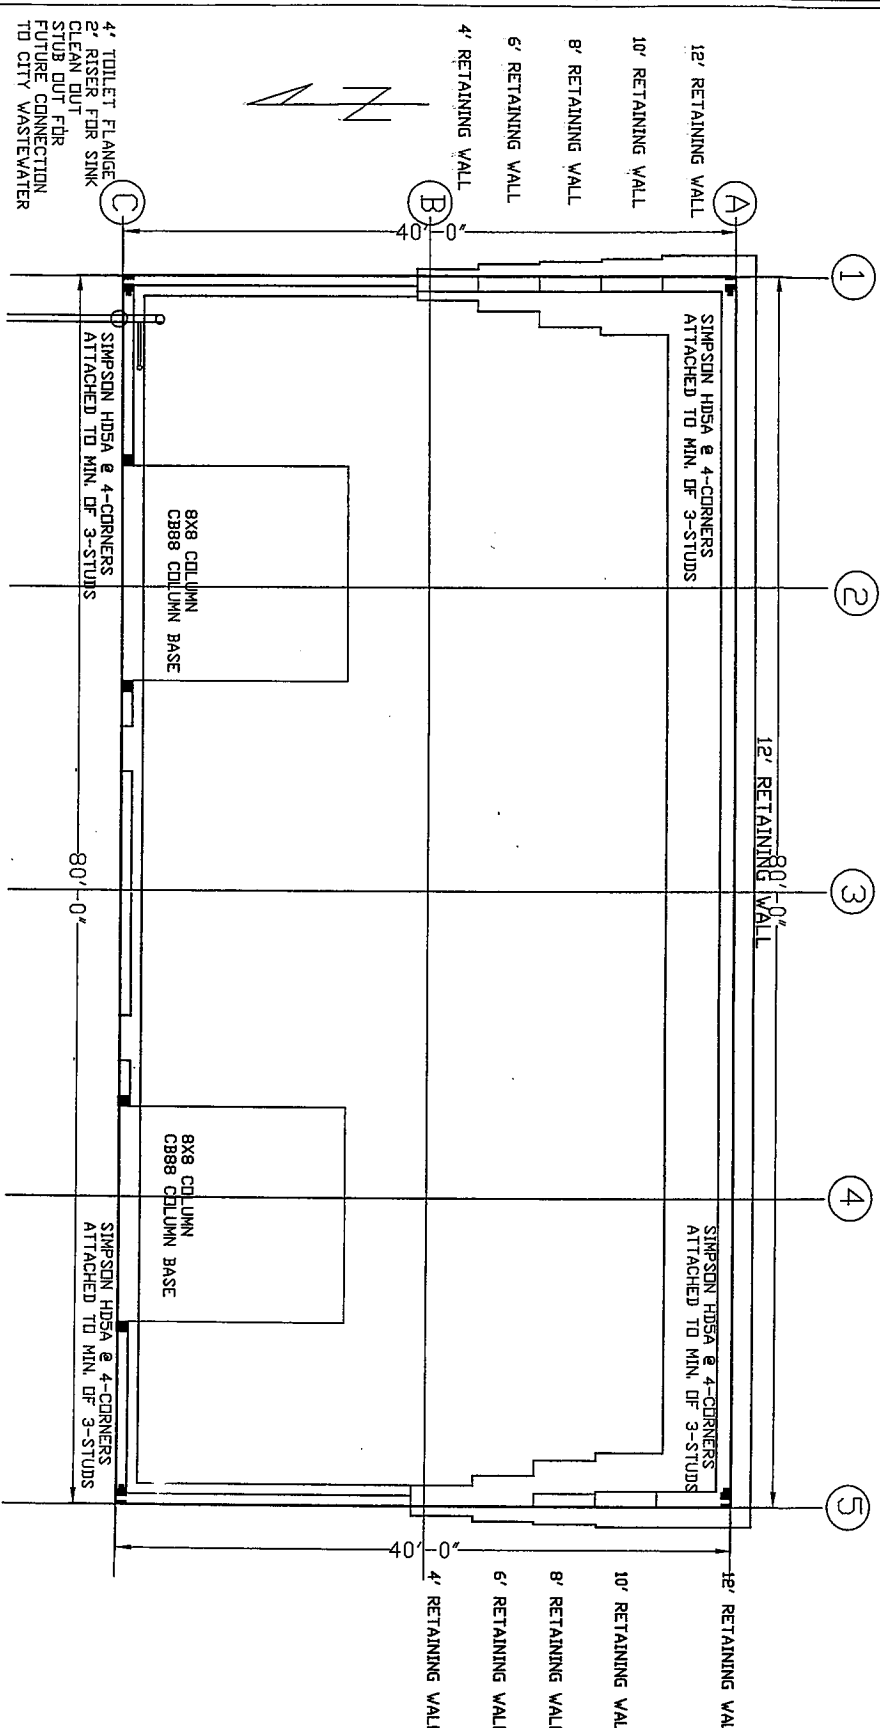 1
2
3
4
5
A
B
C
12' RETAINING WALL
10' RETAINING WALL
8' RETAINING WALL
6' RETAINING WALL
4' RETAINING WALL
N
4' TOILET FLANGE
2' RISER FOR SINK
CLEAN OUT
STUB OUT FOR
FUTURE CONNECTION
TO CITY WASTEWATER
40'-0"
80'-0"
12' RETAINING WALL
SIMPSON HD5A @ 4-CORNERS
ATTACHED TO MIN. OF 3-STUDS
SIMPSON HD5A @ 4-CORNERS
ATTACHED TO MIN. OF 3-STUDS
8X8 COLUMN
CB88 COLUMN BASE
8X8 COLUMN
CB88 COLUMN BASE
SIMPSON HD5A @ 4-CORNERS
ATTACHED TO MIN. OF 3-STUDS
SIMPSON HD5A @ 4-CORNERS
ATTACHED TO MIN. OF 3-STUDS
80'-0"
40'-0"
12' RETAINING WAL
10' RETAINING WAL
8' RETAINING WALL
6' RETAINING WALL
4' RETAINING WALL